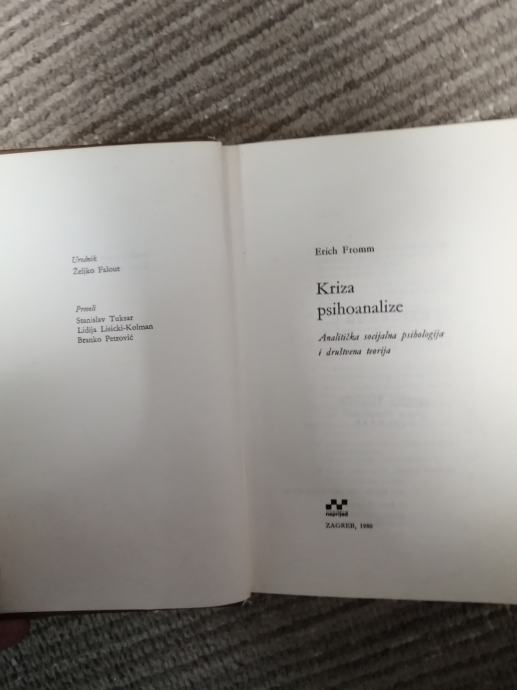 Urednik
Željko Falout
Preveli
Stanislav Tuksar
Lidija Lisicki-Kolman
Branko Petrović
Erich Fromm
Kriza
psihoanalize
Analitička socijalna psihologija
i društvena teorija
naprijed
ZAGREB, 1980